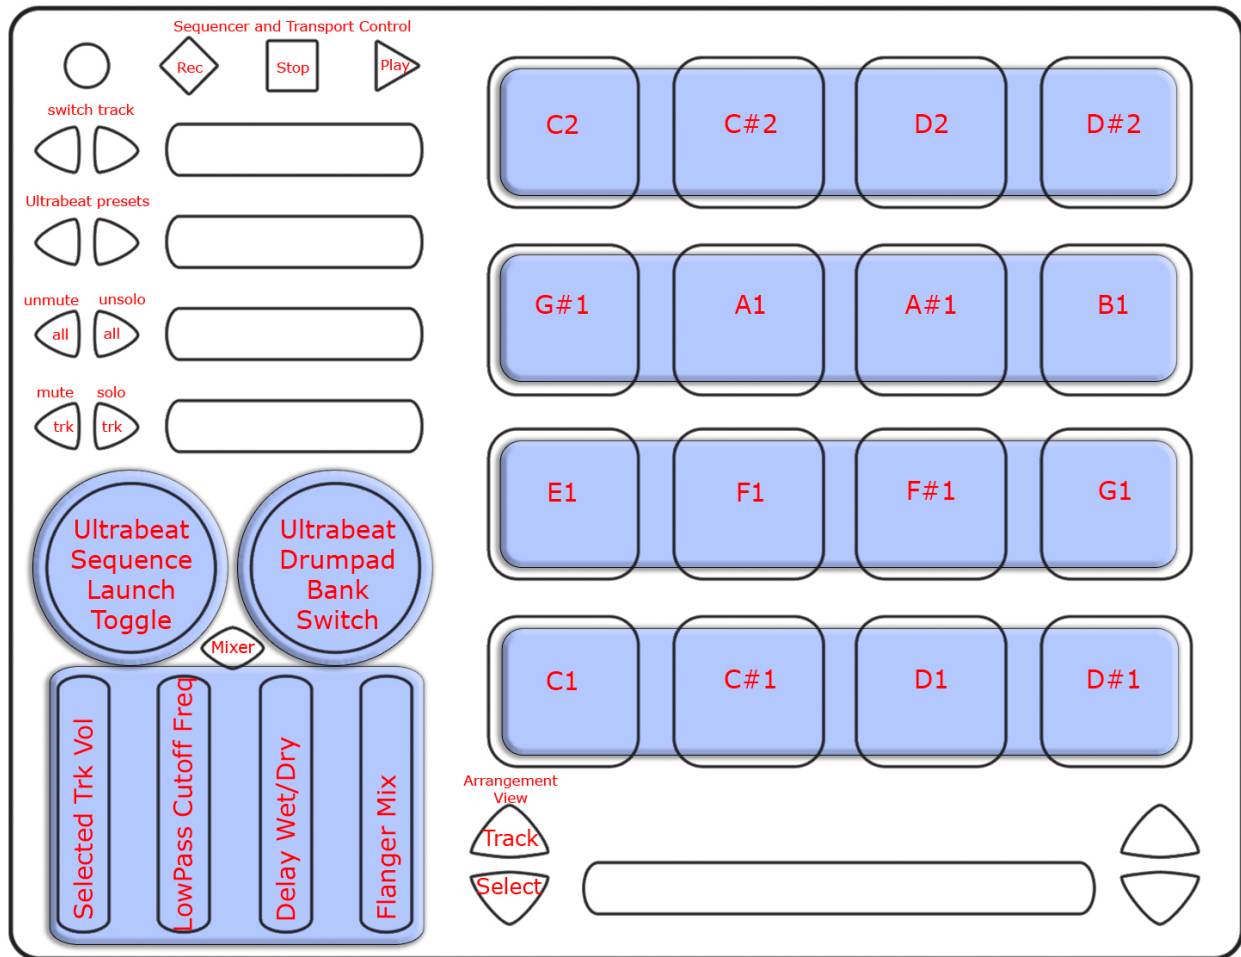 Sequencer and Transport Control
Rec
Stop
Play
switch track
Ultrabeat presets
unmute unsolo
all all
mute solo
trk trk
Ultrabeat
Sequence
Launch
Toggle
Ultrabeat
Drumpad
Bank
Switch
Mixer
Selected Trk Vol
LowPass Cutoff Freq
Delay Wet/Dry
Flanger Mix
C2 C#2 D2 D#2
G#1 A1 A#1 B1
E1 F1 F#1 G1
C1 C#1 D1 D#1
Arrangement
View
Track
Select